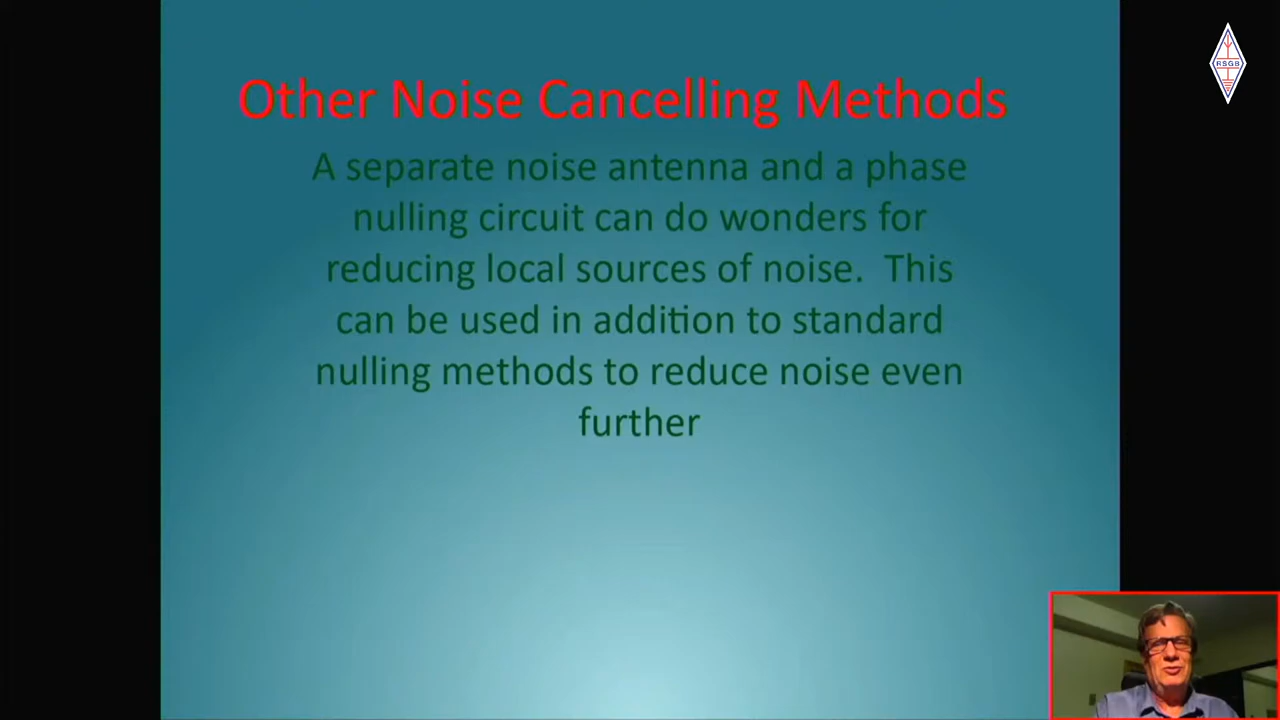 RSGB
Other Noise Cancelling Methods
A separate noise antenna and a phase
nulling circuit can do wonders for
reducing local sources of noise.  This
can be used in addition to standard
nulling methods to reduce noise even
further